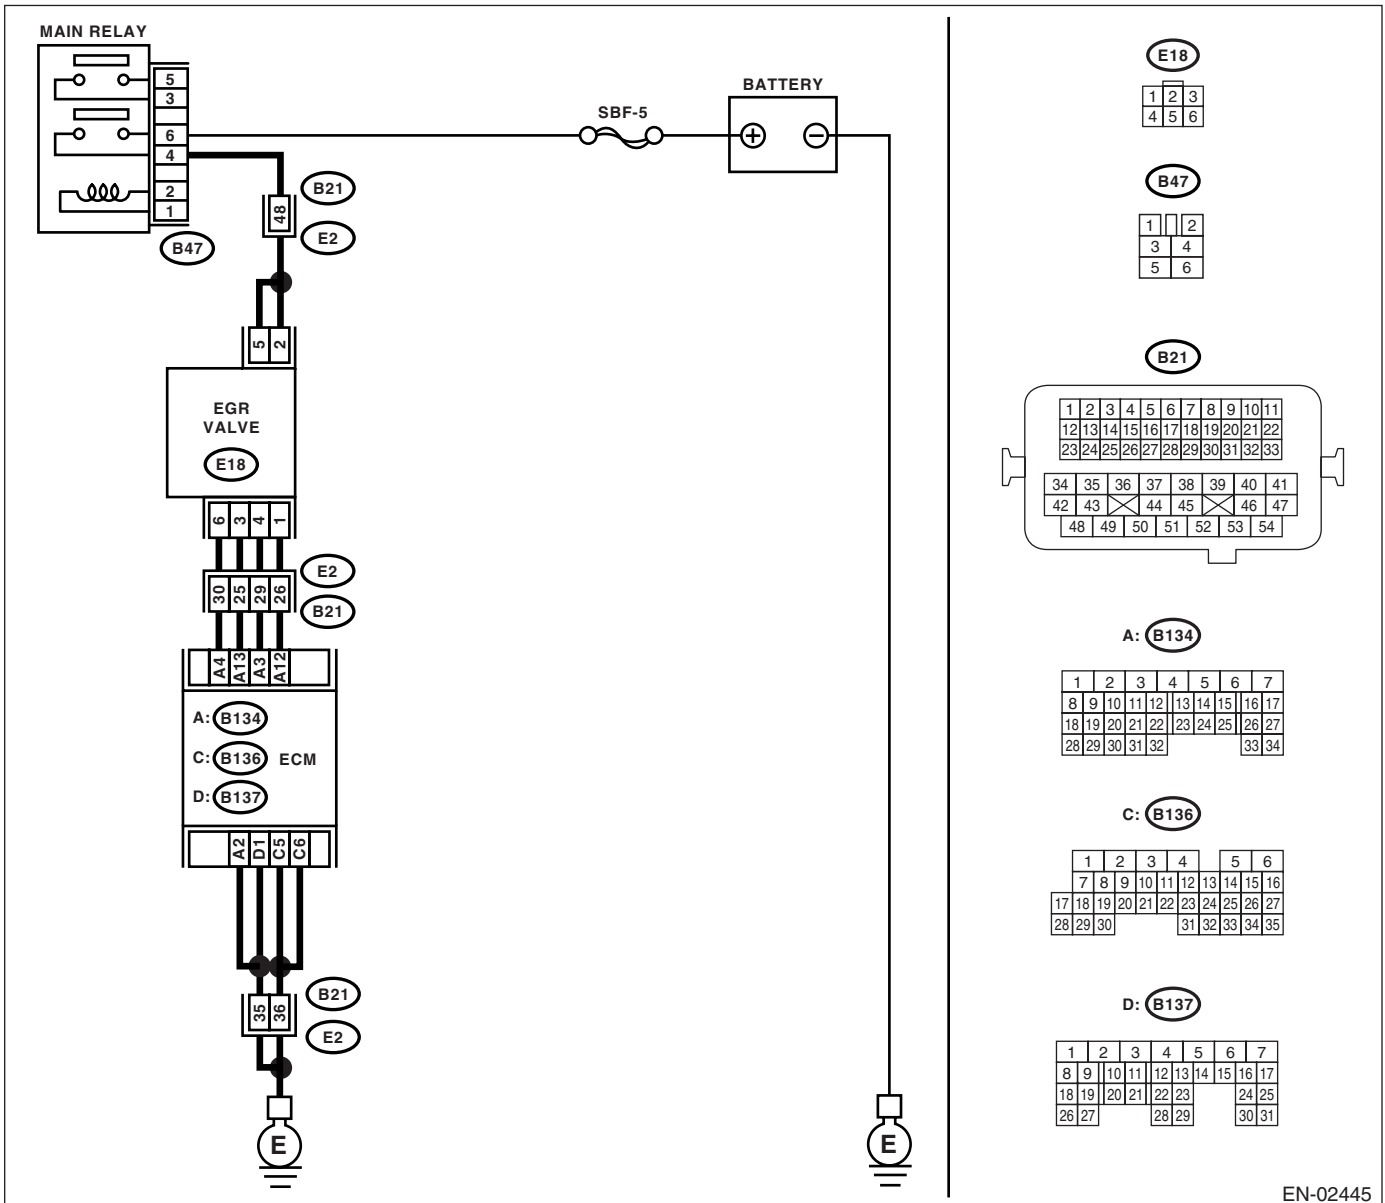 MAIN RELAY
5
3
6
4
2
1
B47
SBF-5
BATTERY
+ −
48
B21
E2
5 2
EGR
VALVE
E18
6 3 4 1
E2
30 25 29 26
B21
A4 A13 A3 A12
A: B134
C: B136 ECM
D: B137
A2 D1 C5 C6
B21
35 36
E2
E
E
E18
1 2 3
4 5 6
B47
1 2
3 4
5 6
B21
1 2 3 4 5 6 7 8 9 10 11
12 13 14 15 16 17 18 19 20 21 22
23 24 25 26 27 28 29 30 31 32 33
34 35 36 37 38 39 40 41
42 43 44 45 46 47
48 49 50 51 52 53 54
A: B134
1 2 3 4 5 6 7
8 9 10 11 12 13 14 15 16 17
18 19 20 21 22 23 24 25 26 27
28 29 30 31 32 33 34
C: B136
1 2 3 4 5 6
7 8 9 10 11 12 13 14 15 16
17 18 19 20 21 22 23 24 25 26 27
28 29 30 31 32 33 34 35
D: B137
1 2 3 4 5 6 7
8 9 10 11 12 13 14 15 16 17
18 19 20 21 22 23 24 25
26 27 28 29 30 31
EN-02445